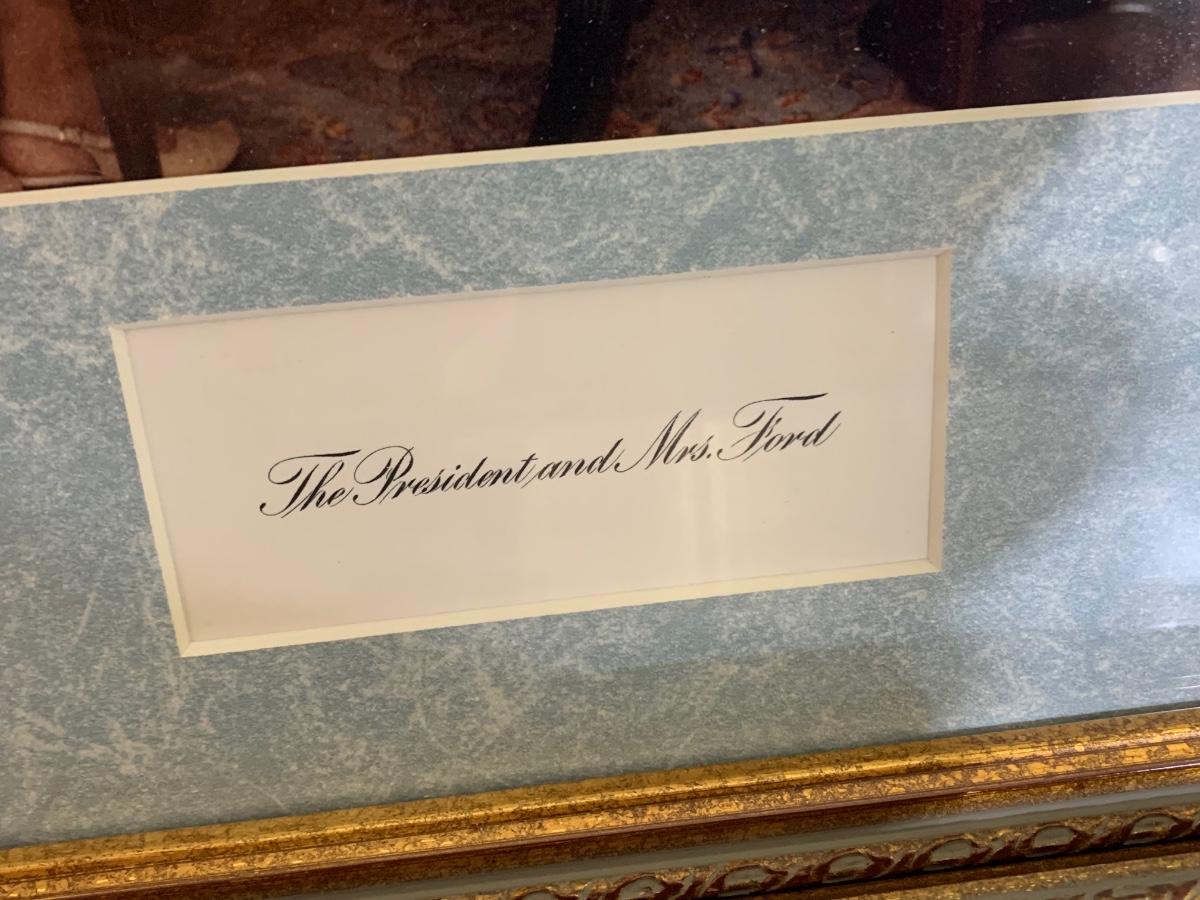 The President and Mrs. Ford